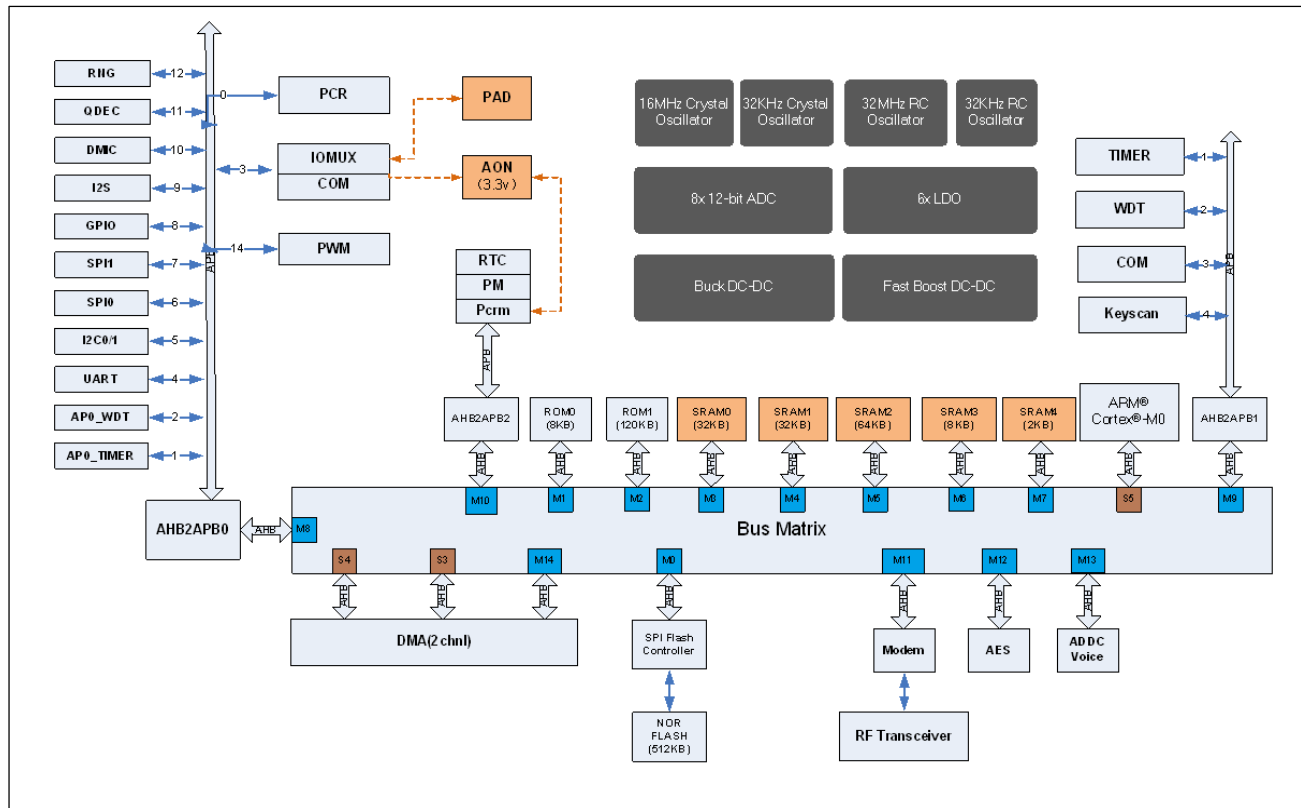 RNG
12
QDEC
11
DMIC
10
I2S
9
GPIO
8
SPI1
7
SPI0
6
I2C0/1
5
UART
4
AP0_WDT
2
AP0_TIMER
1
APB
0
3
14
PCR
IOMUX
COM
PWM
PAD
AON
(3.3v)
RTC
PM
Pcrm
APB
16MHz Crystal
Oscillator
32KHz Crystal
Oscillator
32MHz RC
Oscillator
32KHz RC
Oscillator
8x 12-bit ADC
6x LDO
Buck DC-DC
Fast Boost DC-DC
TIMER
1
WDT
2
COM
3
Keyscan
4
APB
AHB2APB2
ROM0
(8KB)
ROM1
(120KB)
SRAM0
(32KB)
SRAM1
(32KB)
SRAM2
(64KB)
SRAM3
(8KB)
SRAM4
(2KB)
ARM®
Cortex®-M0
AHB2APB1
AHB
AHB
AHB
AHB
AHB
AHB
AHB
AHB
AHB
AHB
M10
M1
M2
M3
M4
M5
M6
M7
S5
M9
AHB2APB0
AHB
M8
Bus Matrix
S4
S3
M14
M0
M11
M12
M13
AHB
AHB
AHB
AHB
AHB
AHB
AHB
DMA(2chnl)
SPI Flash
Controller
Modem
AES
ADDC
Voice
NOR
FLASH
(512KB)
RF Transceiver